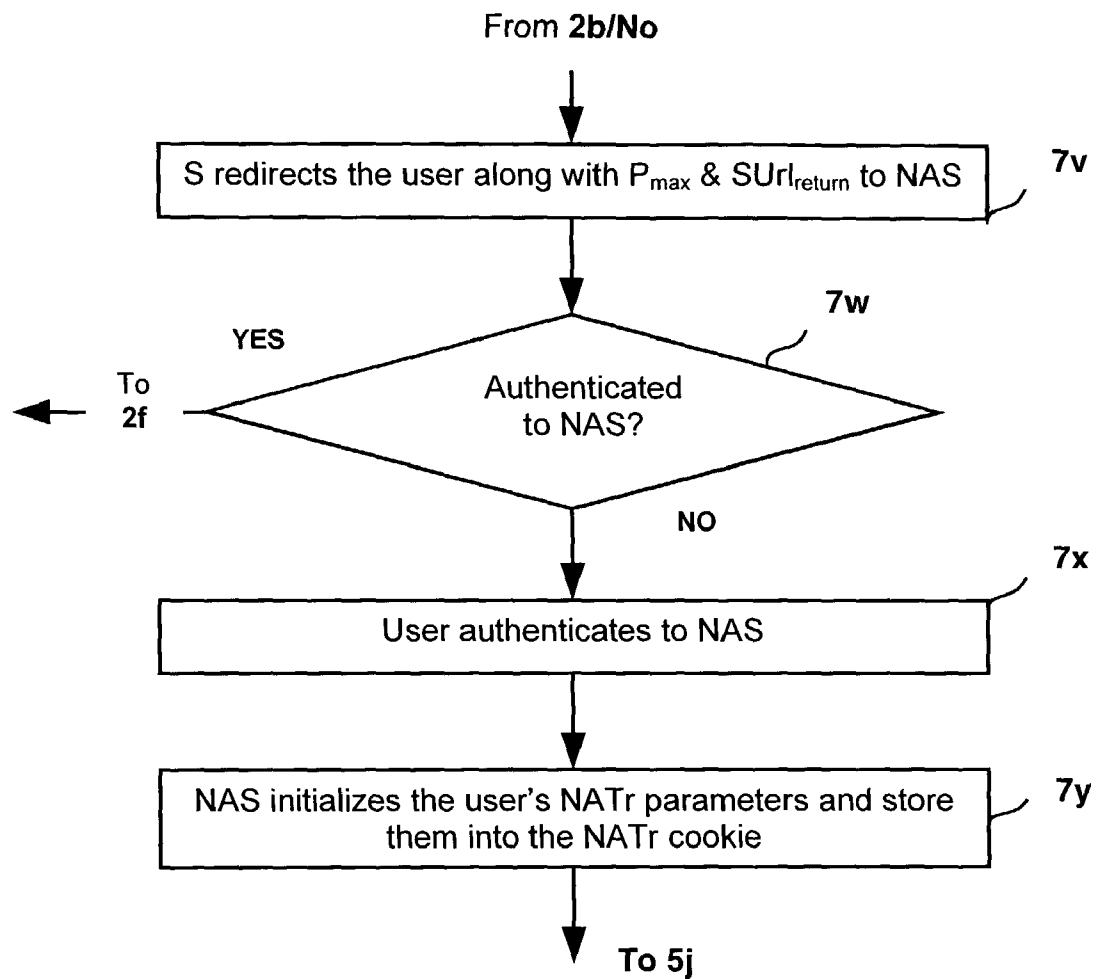 From 2b/No
S redirects the user along with Pmax & SUrlreturn to NAS
7v
7w
YES
To
2f
Authenticated
to NAS?
NO
7x
User authenticates to NAS
7y
NAS initializes the user's NATr parameters and store
them into the NATr cookie
To 5j